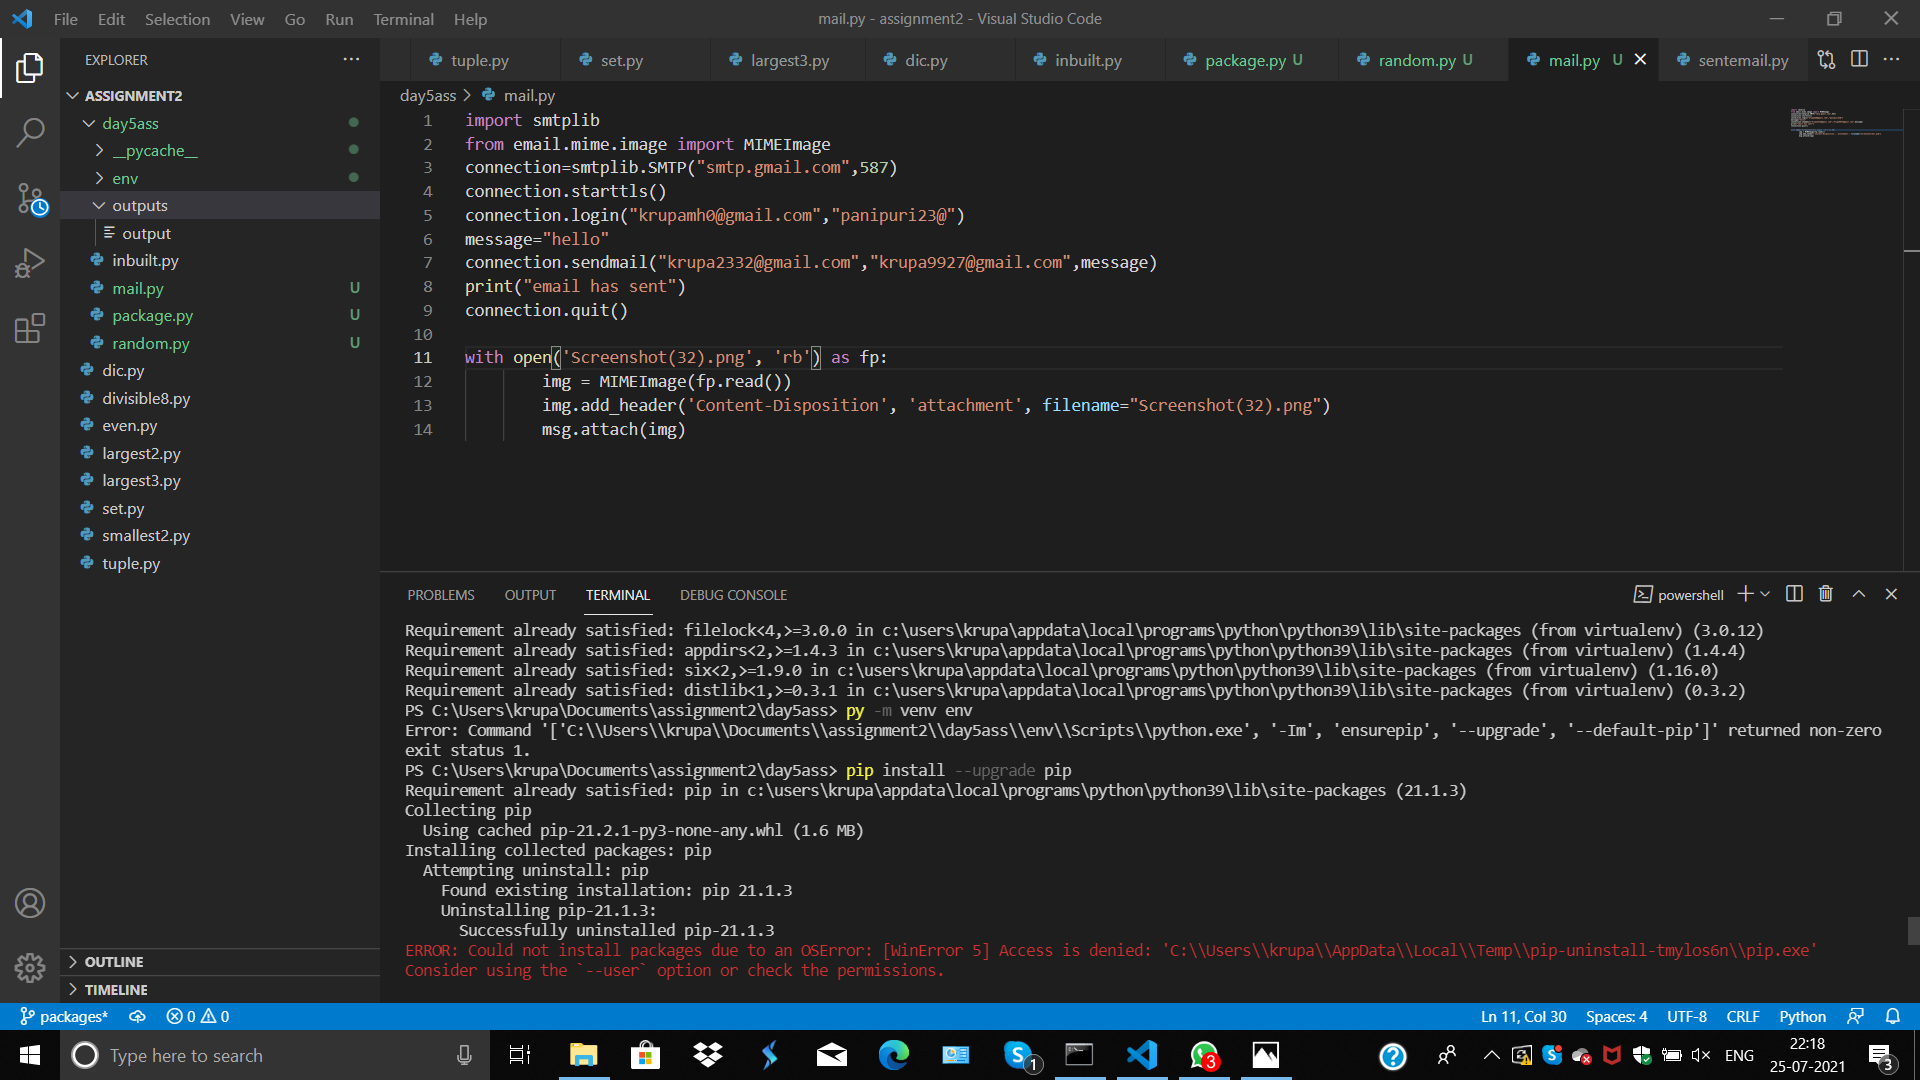 File Edit Selection View Go Run Terminal Help
mail.py - assignment2 - Visual Studio Code
EXPLORER
tuple.py
set.py
largest3.py
dic.py
inbuilt.py
package.py U
random.py U
mail.py U
sentemail.py
ASSIGNMENT2
day5ass
__pycache__
env
outputs
output
inbuilt.py
mail.py U
package.py U
random.py U
dic.py
divisible8.py
even.py
largest2.py
largest3.py
set.py
smallest2.py
tuple.py
OUTLINE
TIMELINE
day5ass > mail.py
1 import smtplib
2 from email.mime.image import MIMEImage
3 connection=smtplib.SMTP("smtp.gmail.com",587)
4 connection.starttls()
5 connection.login("krupamh0@gmail.com","panipuri23@")
6 message="hello"
7 connection.sendmail("krupa2332@gmail.com","krupa9927@gmail.com",message)
8 print("email has sent")
9 connection.quit()
10
11 with open('Screenshot(32).png', 'rb') as fp:
12 img = MIMEImage(fp.read())
13 img.add_header('Content-Disposition', 'attachment', filename="Screenshot(32).png")
14 msg.attach(img)
PROBLEMS OUTPUT TERMINAL DEBUG CONSOLE
powershell
Requirement already satisfied: filelock<4,>=3.0.0 in c:\users\krupa\appdata\local\programs\python\python39\lib\site-packages (from virtualenv) (3.0.12)
Requirement already satisfied: appdirs<2,>=1.4.3 in c:\users\krupa\appdata\local\programs\python\python39\lib\site-packages (from virtualenv) (1.4.4)
Requirement already satisfied: six<2,>=1.9.0 in c:\users\krupa\appdata\local\programs\python\python39\lib\site-packages (from virtualenv) (1.16.0)
Requirement already satisfied: distlib<1,>=0.3.1 in c:\users\krupa\appdata\local\programs\python\python39\lib\site-packages (from virtualenv) (0.3.2)
PS C:\Users\krupa\Documents\assignment2\day5ass> py -m venv env
Error: Command '['C:\\Users\\krupa\\Documents\\assignment2\\day5ass\\env\\Scripts\\python.exe', '-Im', 'ensurepip', '--upgrade', '--default-pip']' returned non-zero
exit status 1.
PS C:\Users\krupa\Documents\assignment2\day5ass> pip install --upgrade pip
Requirement already satisfied: pip in c:\users\krupa\appdata\local\programs\python\python39\lib\site-packages (21.1.3)
Collecting pip
Using cached pip-21.2.1-py3-none-any.whl (1.6 MB)
Installing collected packages: pip
Attempting uninstall: pip
Found existing installation: pip 21.1.3
Uninstalling pip-21.1.3:
Successfully uninstalled pip-21.1.3
ERROR: Could not install packages due to an OSError: [WinError 5] Access is denied: 'C:\\Users\\krupa\\AppData\\Local\\Temp\\pip-uninstall-tmylos6n\\pip.exe'
Consider using the `--user` option or check the permissions.
packages* 0 0
Ln 11, Col 30 Spaces: 4 UTF-8 CRLF Python
Type here to search
1
3
ENG
22:18
25-07-2021
3